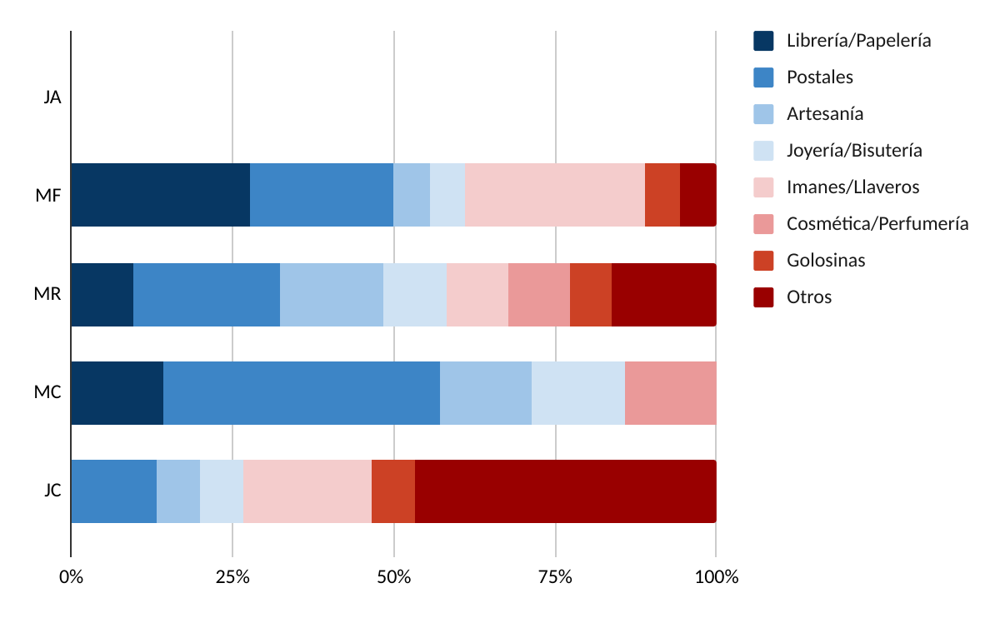 JA
MF
MR
MC
JC
0%
25%
50%
75%
100%
Librería/Papelería
Postales
Artesanía
Joyería/Bisutería
Imanes/Llaveros
Cosmética/Perfumería
Golosinas
Otros